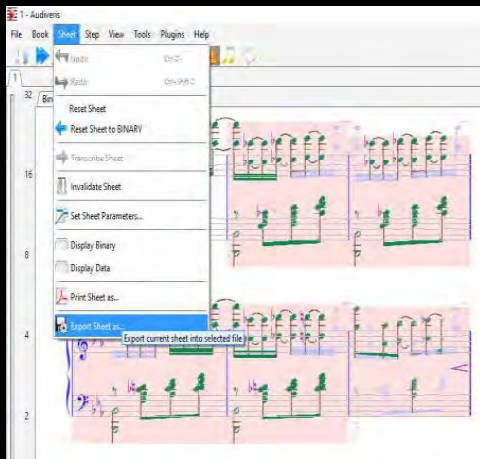 1 - Audiveris
File Book Sheet Step View Tools Plugins Help
Undo Ctrl-Z
Redo Ctrl+Shift-Z
1
32 Bin
Reset Sheet
Reset Sheet to BINARY
Transcribe Sheet
16
Invalidate Sheet
Set Sheet Parameters...
Display Binary
8
Display Data
Print Sheet as...
Export Sheet as...
4
Export current sheet into selected file
2